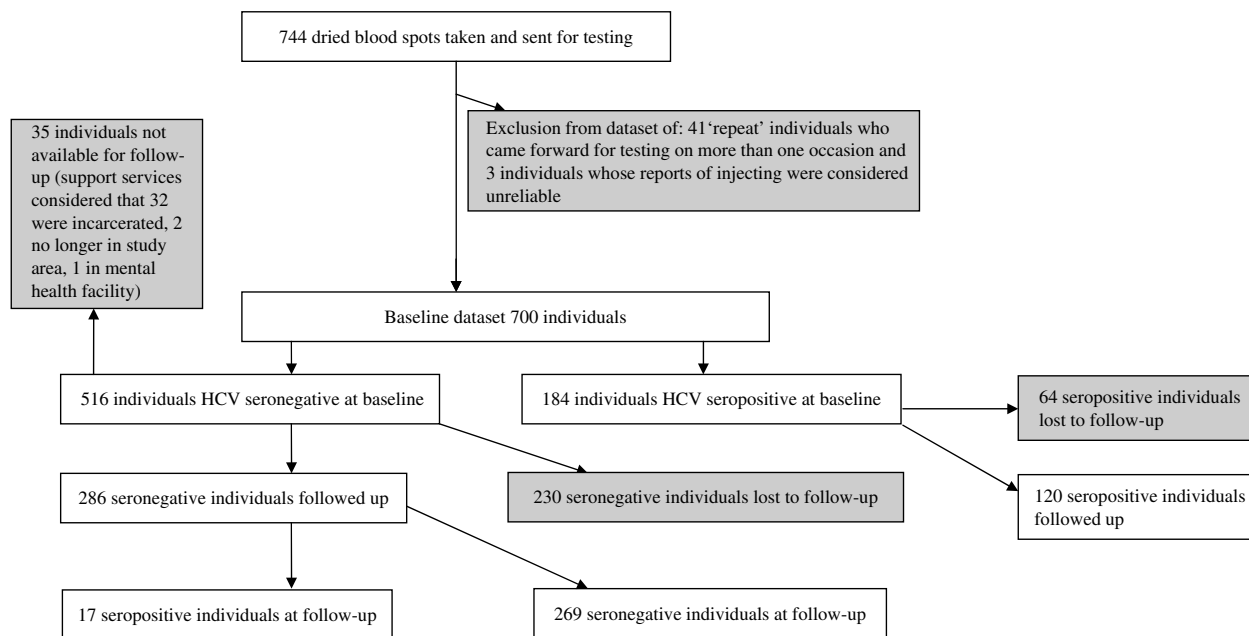 744 dried blood spots taken and sent for testing
35 individuals not
available for follow-
up (support services
considered that 32
were incarcerated, 2
no longer in study
area, 1 in mental
health facility)
Exclusion from dataset of: 41‘repeat’ individuals who
came forward for testing on more than one occasion and
3 individuals whose reports of injecting were considered
unreliable
Baseline dataset 700 individuals
516 individuals HCV seronegative at baseline
184 individuals HCV seropositive at baseline
64 seropositive individuals
lost to follow-up
286 seronegative individuals followed up
230 seronegative individuals lost to follow-up
120 seropositive individuals
followed up
17 seropositive individuals at follow-up
269 seronegative individuals at follow-up